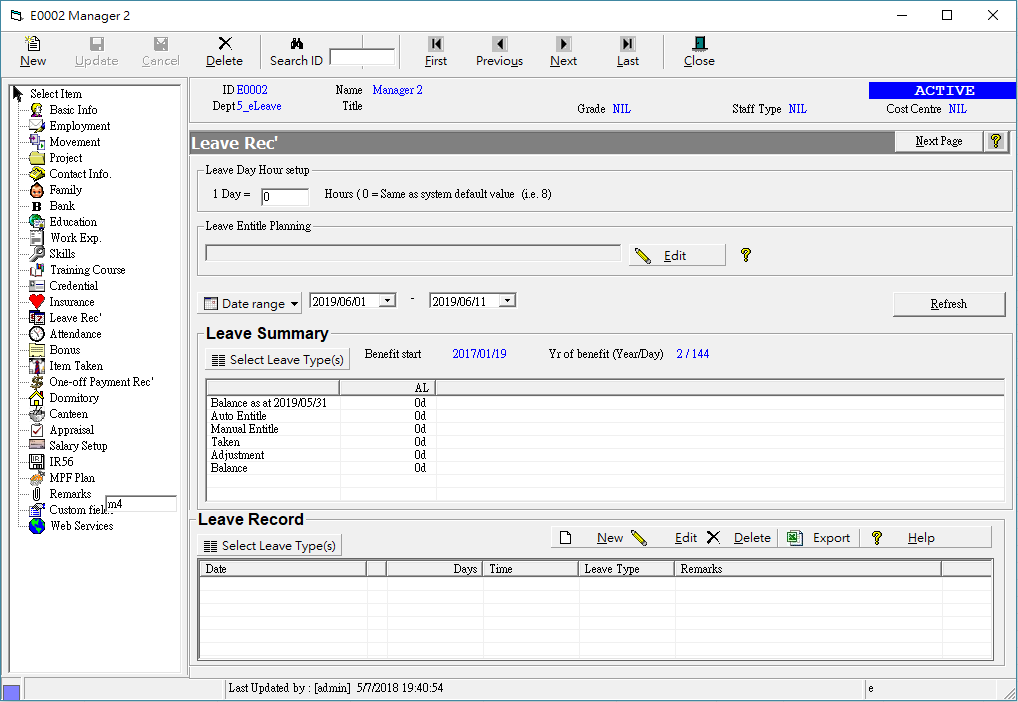 E0002 Manager 2
New Update Cancel Delete Search ID First Previous Next Last Close
Select Item
Basic Info
Employment
Movement
Project
Contact Info.
Family
Bank
Education
Work Exp.
Skills
Training Course
Credential
Insurance
Leave Rec'
Attendance
Bonus
Item Taken
One-off Payment Rec'
Dormitory
Canteen
Appraisal
Salary Setup
IR56
MPF Plan
Remarks
Custom fiel.
m4
Web Services
ID E0002 Name Manager 2 ACTIVE
Dept 5_eLeave Title Grade NIL Staff Type NIL Cost Centre NIL
Leave Rec' Next Page
Leave Day Hour setup
1 Day = 0 Hours ( 0 = Same as system default value (i.e. 8)
Leave Entitle Planning
Edit
Date range 2019/06/01 - 2019/06/11 Refresh
Leave Summary
Select Leave Type(s) Benefit start 2017/01/19 Yr of benefit (Year/Day) 2 / 144
AL
Balance as at 2019/05/31 0d
Auto Entitle 0d
Manual Entitle 0d
Taken 0d
Adjustment 0d
Balance 0d
Leave Record
Select Leave Type(s) New Edit Delete Export Help
Date Days Time Leave Type Remarks
Last Updated by : [admin] 5/7/2018 19:40:54 e